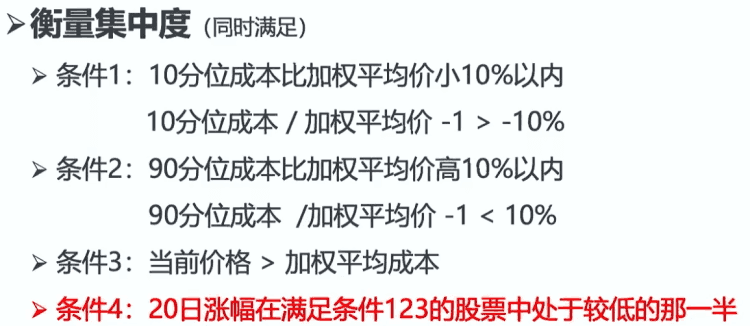 ➢衡量集中度（同时满足）
➢ 条件1：10分位成本比加权平均价小10%以内
10分位成本 / 加权平均价 -1 > -10%
➢ 条件2：90分位成本比加权平均价高10%以内
90分位成本 /加权平均价 -1 < 10%
➢ 条件3：当前价格 > 加权平均成本
➢ 条件4：20日涨幅在满足条件123的股票中处于较低的那一半